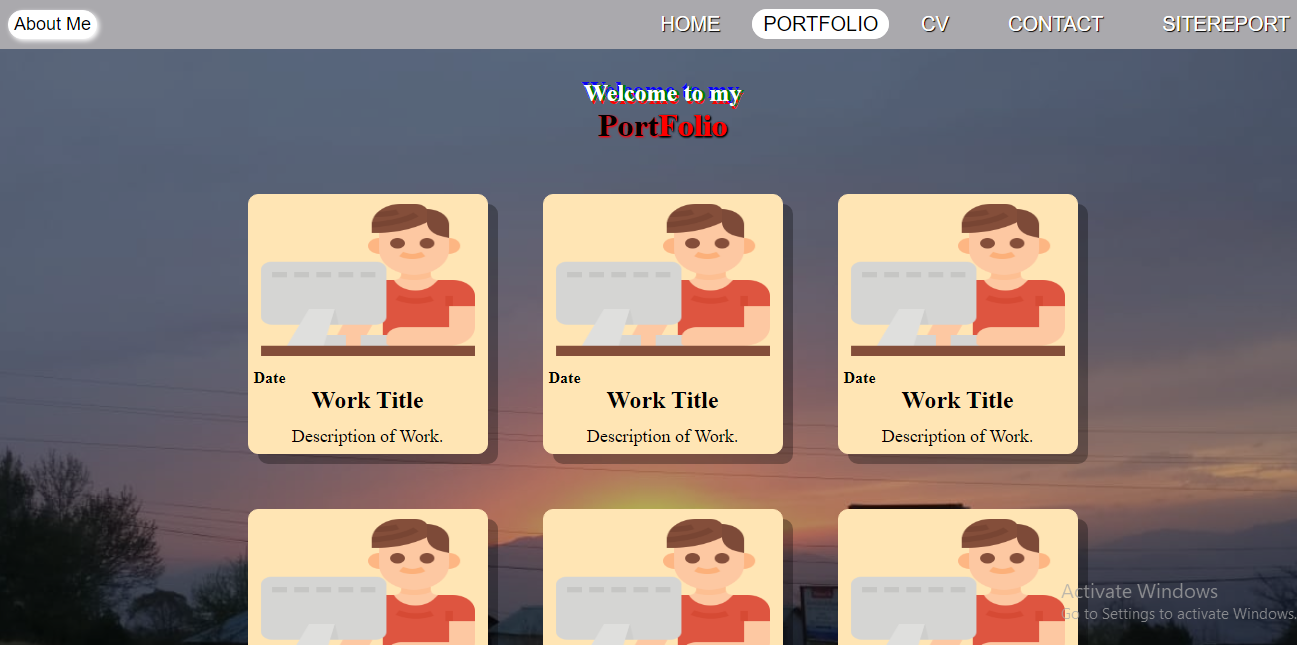 About Me HOME PORTFOLIO CV CONTACT SITEREPORT
Welcome to my
PortFolio
Date Date Date
Work Title Work Title Work Title
Description of Work. Description of Work. Description of Work.
Activate Windows
Go to Settings to activate Windows.